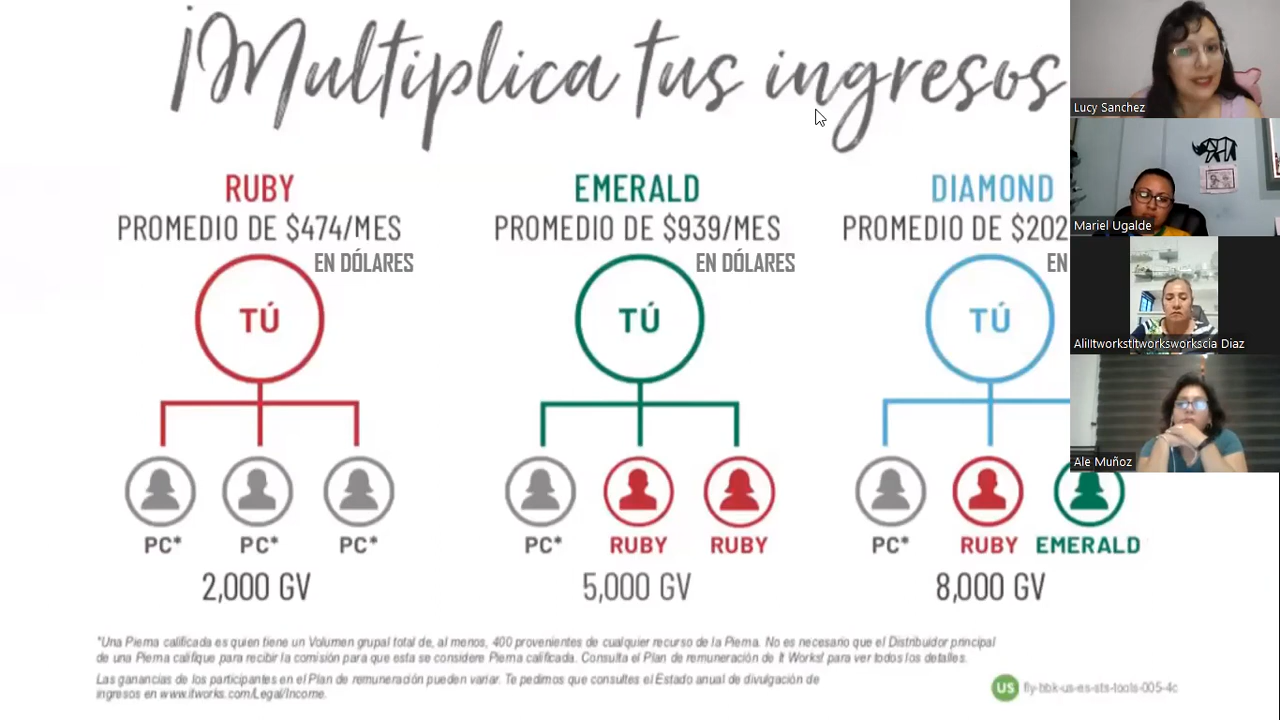 ¡Multiplica tus ingresos
RUBY
PROMEDIO DE $474/MES
EN DÓLARES
TÚ
PC*
PC*
PC*
2,000 GV
EMERALD
PROMEDIO DE $939/MES
EN DÓLARES
TÚ
PC*
RUBY
RUBY
5,000 GV
DIAMOND
PROMEDIO DE $202
EN
TÚ
PC*
RUBY
EMERALD
8,000 GV
*Una Pierna calificada es quien tiene un Volumen grupal total de, al menos, 400 provenientes de cualquier recurso de la Pierna. No es necesario que el Distribuidor principal
de una Pierna califique para recibir la comisión para que esta se considere Pierna calificada. Consulta el Plan de remuneración de It Works! para ver todos los detalles.
Las ganancias de los participantes en el Plan de remuneración pueden variar. Te pedimos que consultes el Estado anual de divulgación de
ingresos en www.itworks.com/Legal/Income.
US fly-bbk-us-es-sts-tools-005-4c
Lucy Sanchez
Mariel Ugalde
AliIItworkstItworksworkscia Diaz
Ale Muñoz